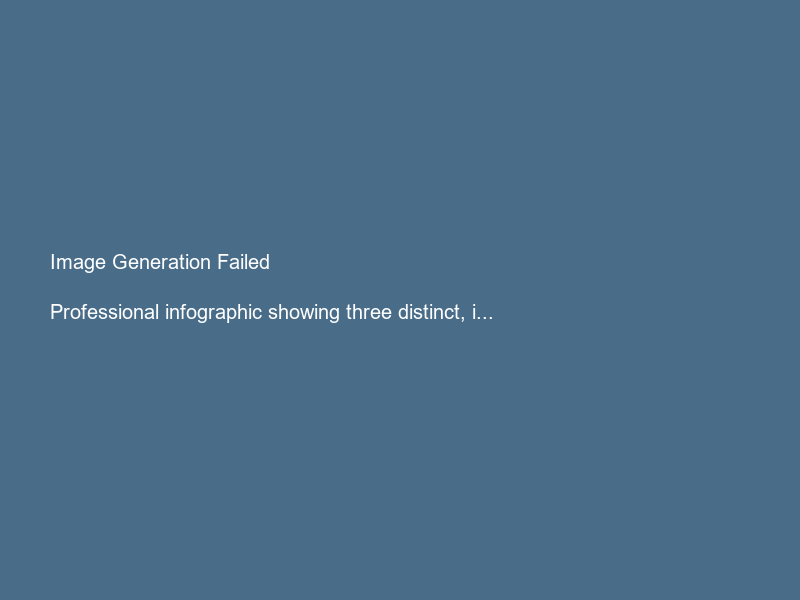 Image Generation Failed
Professional infographic showing three distinct, i...